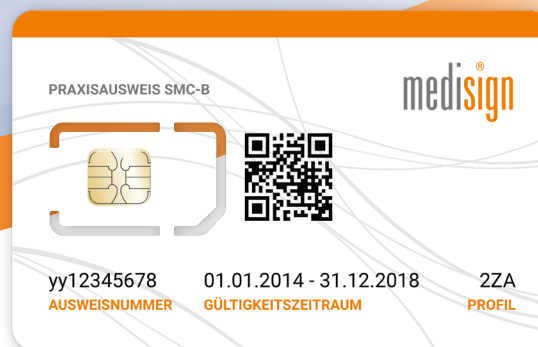 PRAXISAUSWEIS SMC-B
medisign®
yy12345678 01.01.2014 - 31.12.2018 2ZA
AUSWEISNUMMER GÜLTIGKEITSZEITRAUM PROFIL